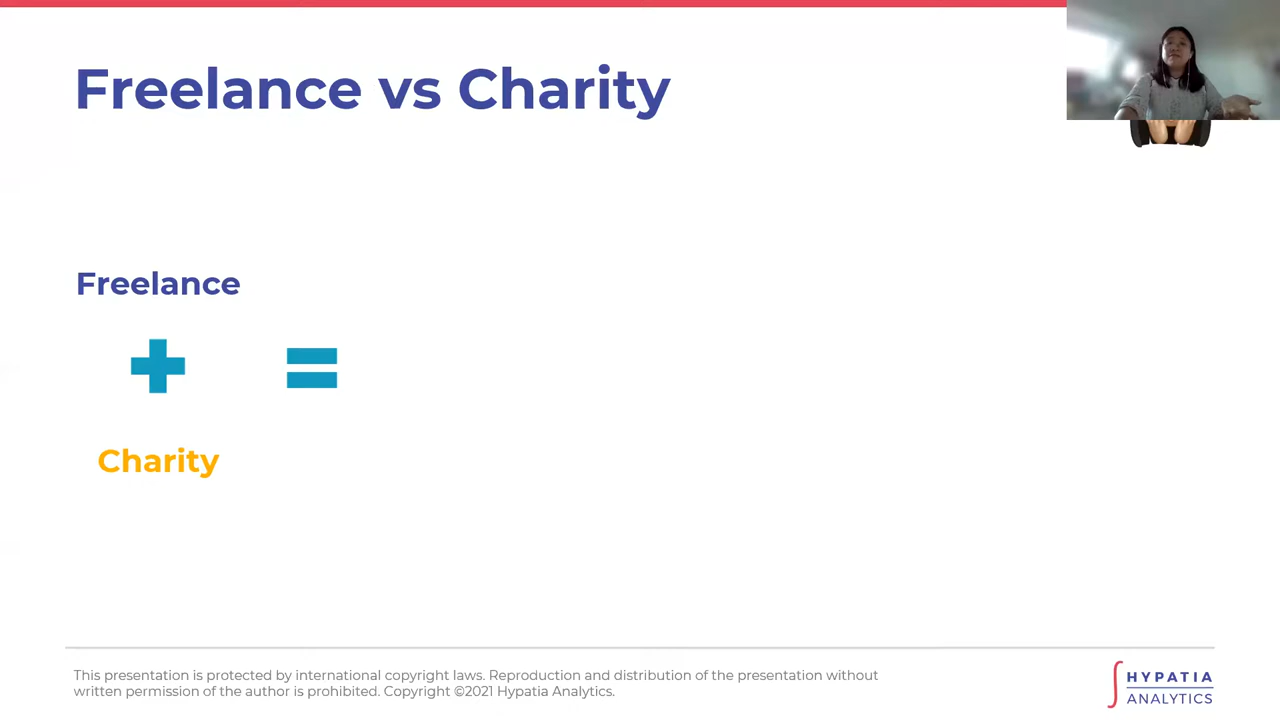 Freelance vs Charity
Freelance
Charity
This presentation is protected by international copyright laws. Reproduction and distribution of the presentation without
written permission of the author is prohibited. Copyright ©2021 Hypatia Analytics.
HYPATIA
ANALYTICS